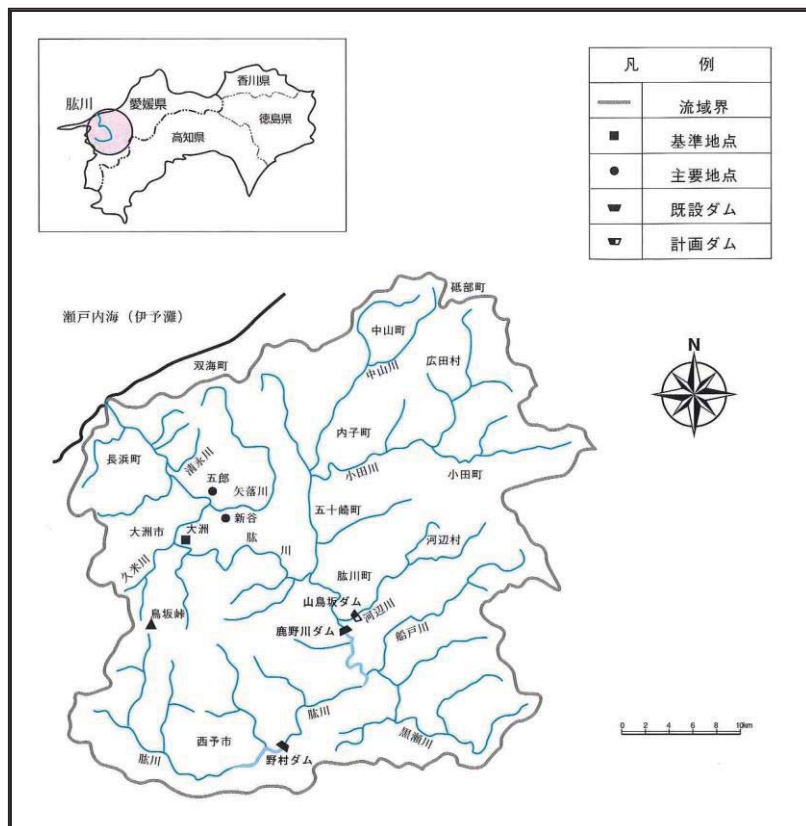 香川県
肱川
愛媛県
徳島県
高知県
凡 例
流域界
基準地点
主要地点
既設ダム
計画ダム
砥部町
瀬戸内海（伊予灘）
中山町
広田村
双海町
中山川
N
内子町
長浜町
清永川
小田川
小田町
五郎
矢落川
五十崎町
新谷
大洲市
大洲
肱川
河辺村
久米川
肱川町
山鳥坂ダム
河辺川
鳥坂峠
鹿野川ダム
船戸川
肱川
黒瀬川
西予市
肱川
野村ダム
0 2 4 6 8 10km